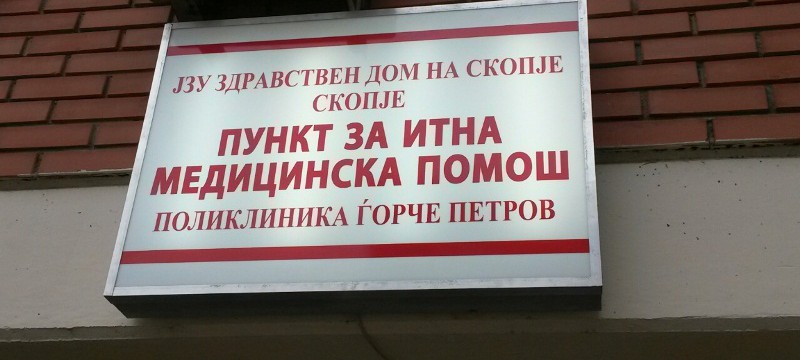 ЈЗУ ЗДРАВСТВЕН ДОМ НА СКОПЈЕ
СКОПЈЕ
ПУНКТ ЗА ИТНА
МЕДИЦИНСКА ПОМОШ
ПОЛИКЛИНИКА ЃОРЧЕ ПЕТРОВ